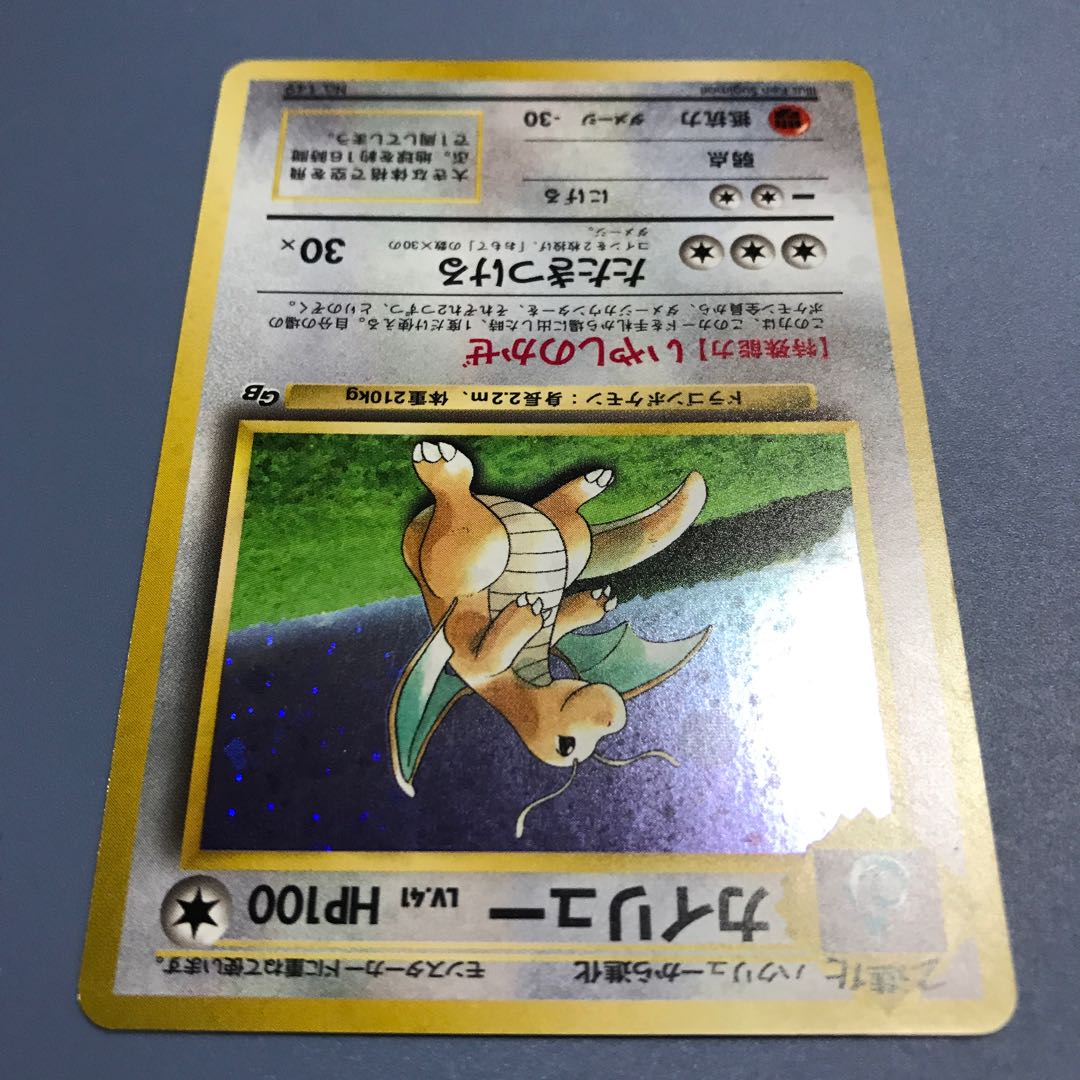 2進化
ハクリューから進化
モンスターカードに重ねて使います。
カイリュー LV.41 HP100
ドラゴンポケモン：身長2.2m、体重210kg
GB
【特殊能力】いやしのかぜ
この力は、このカードを手札から場に出した時、1度だけ使える。自分の場の
ポケモン全員から、ダメージカウンターを、それぞれ2つずつ、とりのぞく。
たたきつける 30×
コインを2枚投げ、「おもて」の数×30の
ダメージ。
ー にげる
弱点
抵抗力 ダメージ -30
大きな体格で空を飛
ぶ。地球を約16時間
で1周してしまう。
Illus. Ken Sugimori
No.149